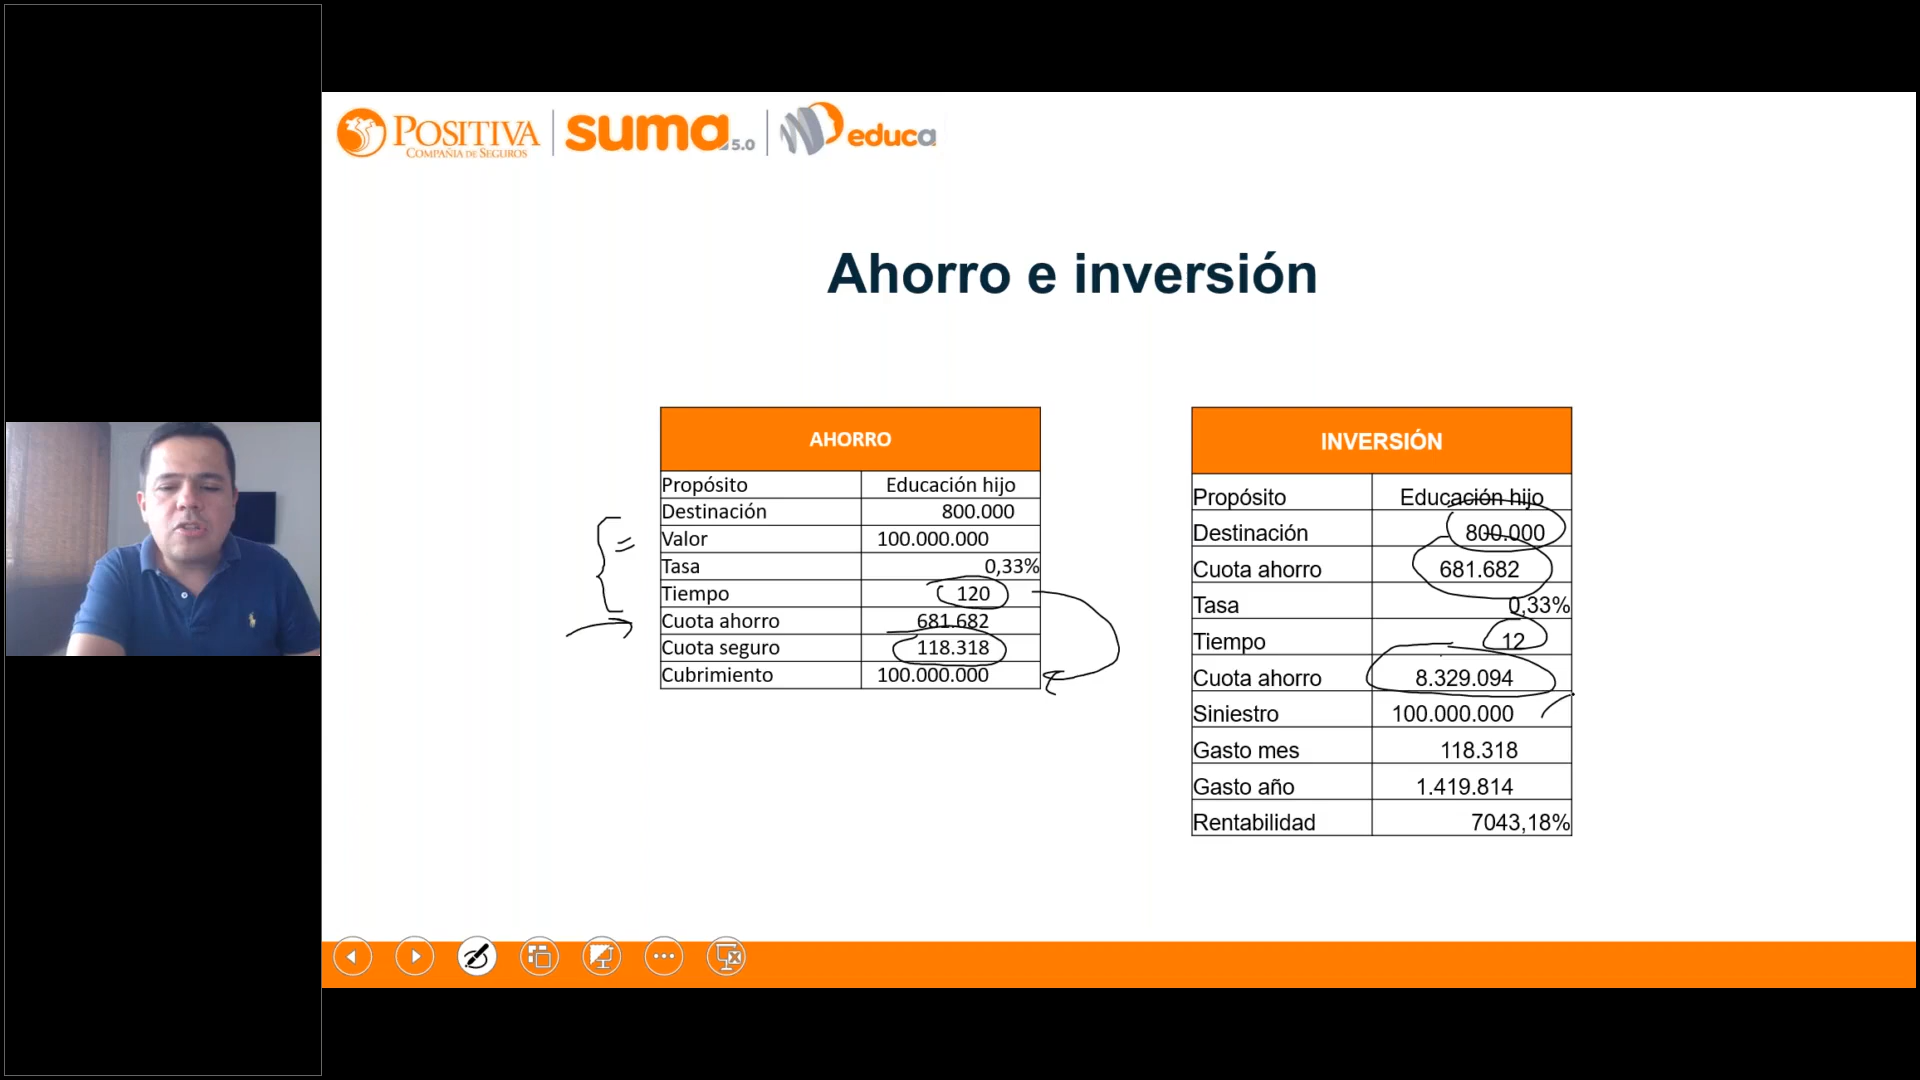 POSITIVA
COMPAÑIA DE SEGUROS
suma 5.0
educa
Ahorro e inversión
AHORRO
Propósito Educación hijo
Destinación 800.000
Valor 100.000.000
Tasa 0,33%
Tiempo 120
Cuota ahorro 681.682
Cuota seguro 118.318
Cubrimiento 100.000.000
INVERSIÓN
Propósito Educación hijo
Destinación 800.000
Cuota ahorro 681.682
Tasa 0,33%
Tiempo 12
Cuota ahorro 8.329.094
Siniestro 100.000.000
Gasto mes 118.318
Gasto año 1.419.814
Rentabilidad 7043,18%